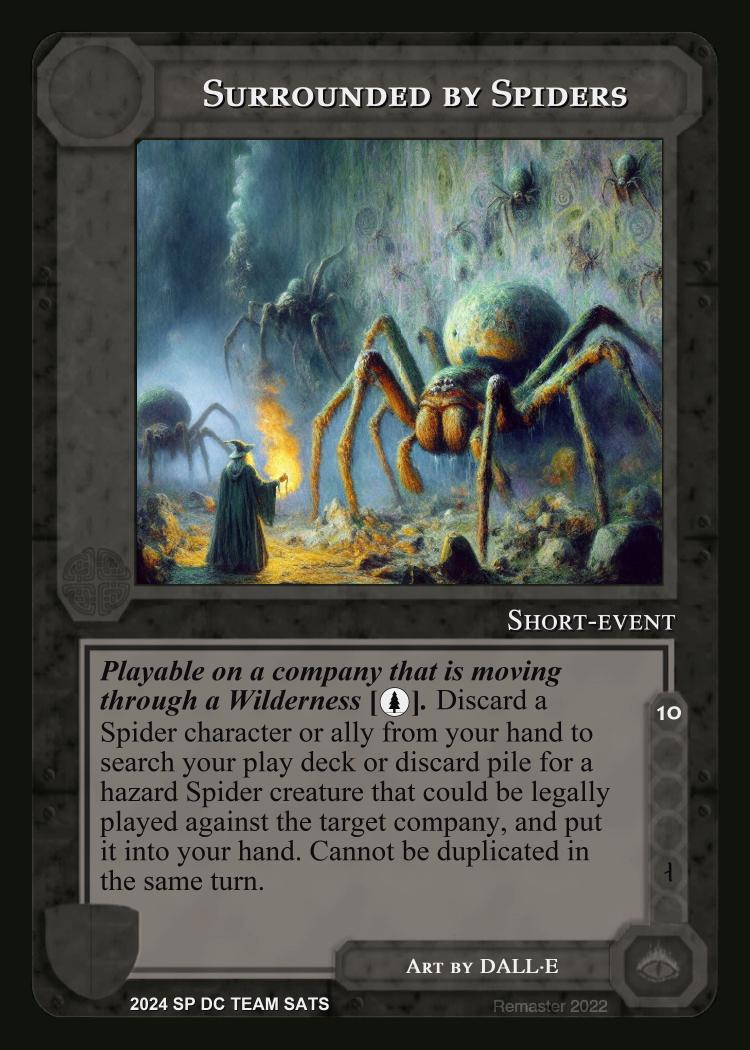 Surrounded by Spiders
Short-event
Playable on a company that is moving
through a Wilderness [ ]. Discard a
Spider character or ally from your hand to
search your play deck or discard pile for a
hazard Spider creature that could be legally
played against the target company, and put
it into your hand. Cannot be duplicated in
the same turn.
10
Art by DALL·E
2024 SP DC TEAM SATS
Remaster 2022